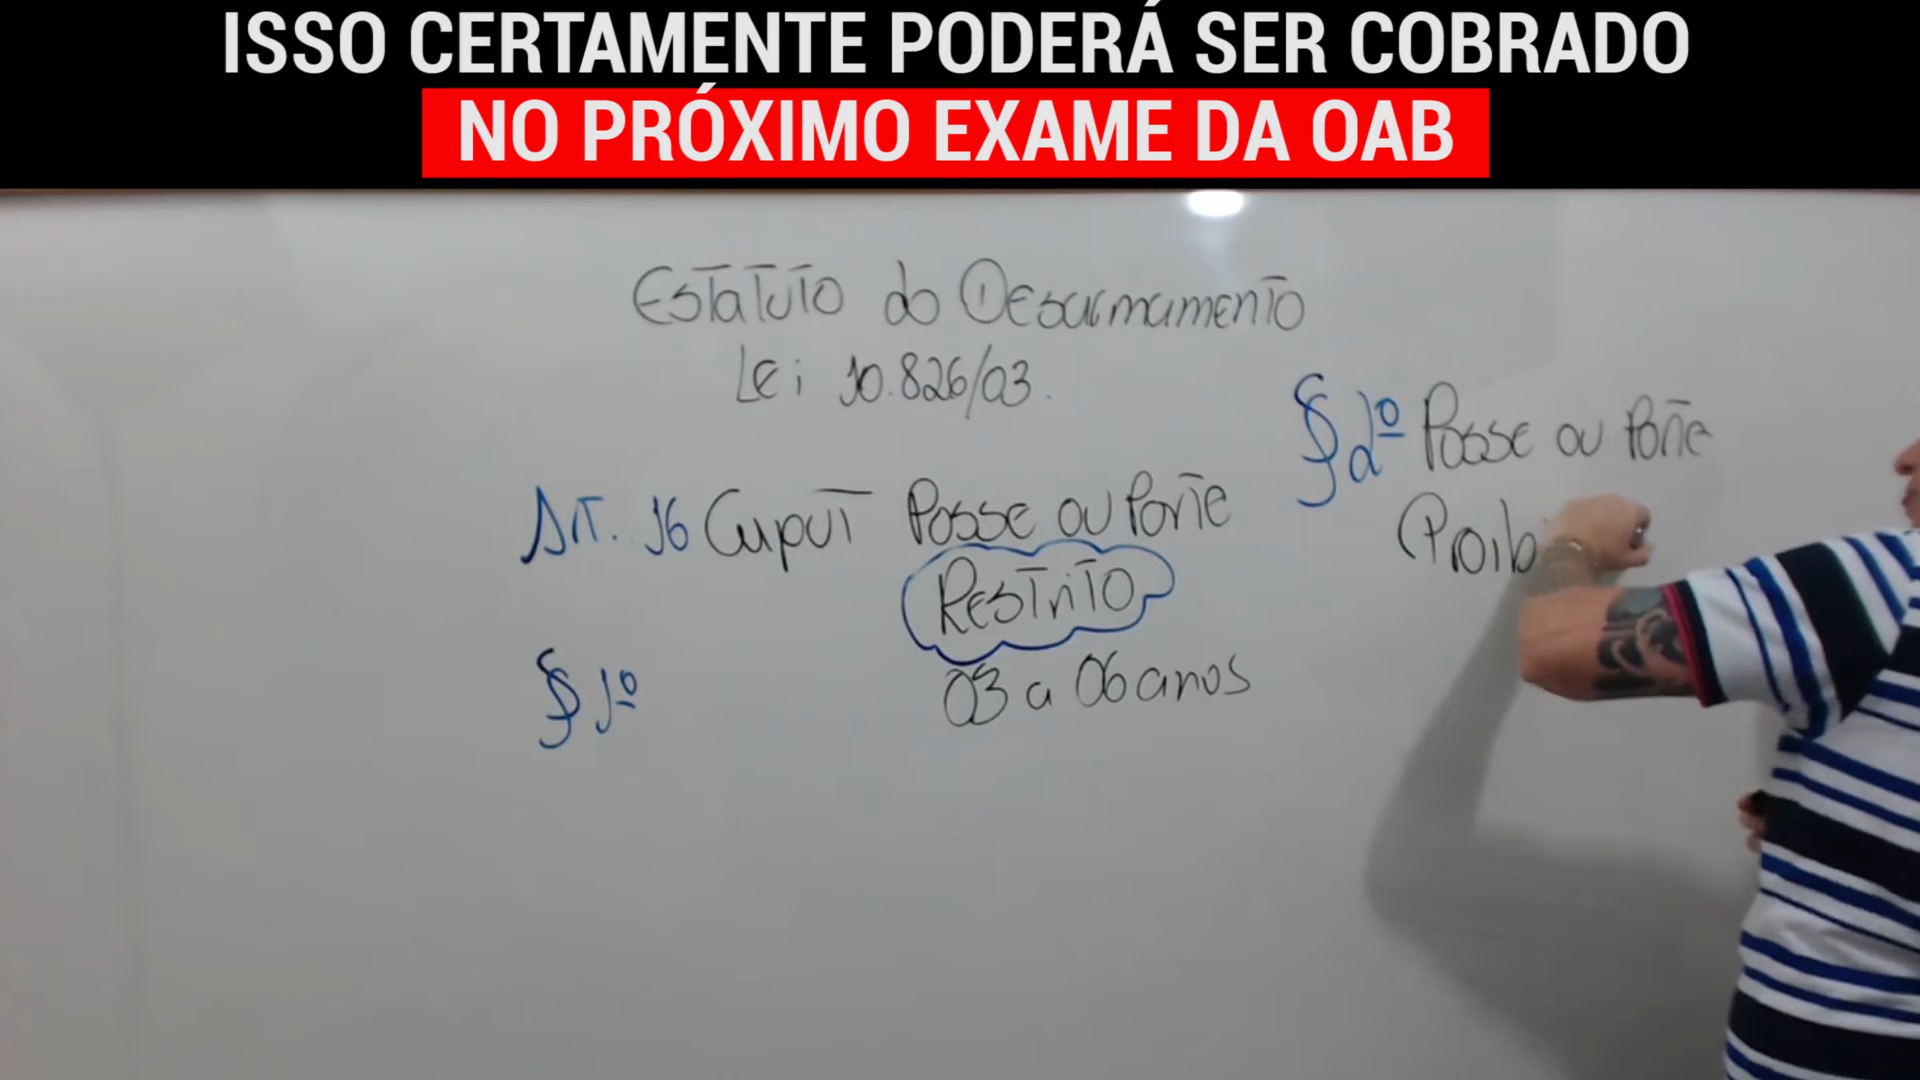 ISSO CERTAMENTE PODERÁ SER COBRADO
NO PRÓXIMO EXAME DA OAB
Estatuto do Desarmamento
Lei 10.826/03.
Art. 16 Caput Posse ou Porte
Restrito
03 a 06 anos
§ 1º
§ 2º Posse ou Porte
Proib